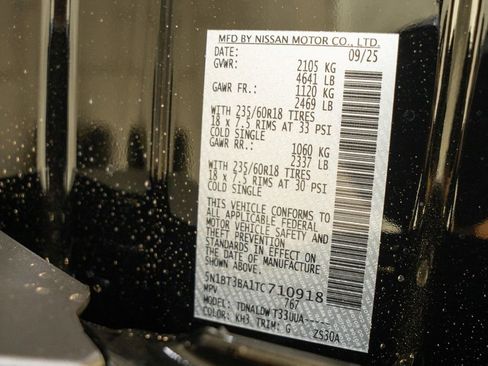 MFD BY NISSAN MOTOR CO., LTD.
DATE: 09/25
GVWR: 2105 KG
4641 LB
GAWR FR.: 1120 KG
2469 LB
WITH 235/60R18 TIRES
18 x 7.5 RIMS AT 33 PSI
COLD SINGLE
GAWR RR.: 1060 KG
2337 LB
WITH 235/60R18 TIRES
18 x 7.5 RIMS AT 30 PSI
COLD SINGLE
THIS VEHICLE CONFORMS TO
ALL APPLICABLE FEDERAL
MOTOR VEHICLE SAFETY AND
THEFT PREVENTION
STANDARDS IN EFFECT ON
THE DATE OF MANUFACTURE
SHOWN ABOVE.
5N1BT3BA1TC710918
MPV 767
MODEL: TDNALDWT33UUA----
COLOR: KH3 TRIM: G ZS30A